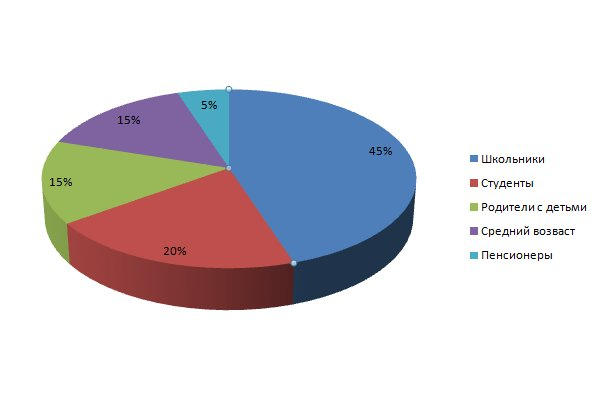 5%
15%
45%
15%
20%
Школьники
Студенты
Родители с детьми
Средний возваст
Пенсионеры